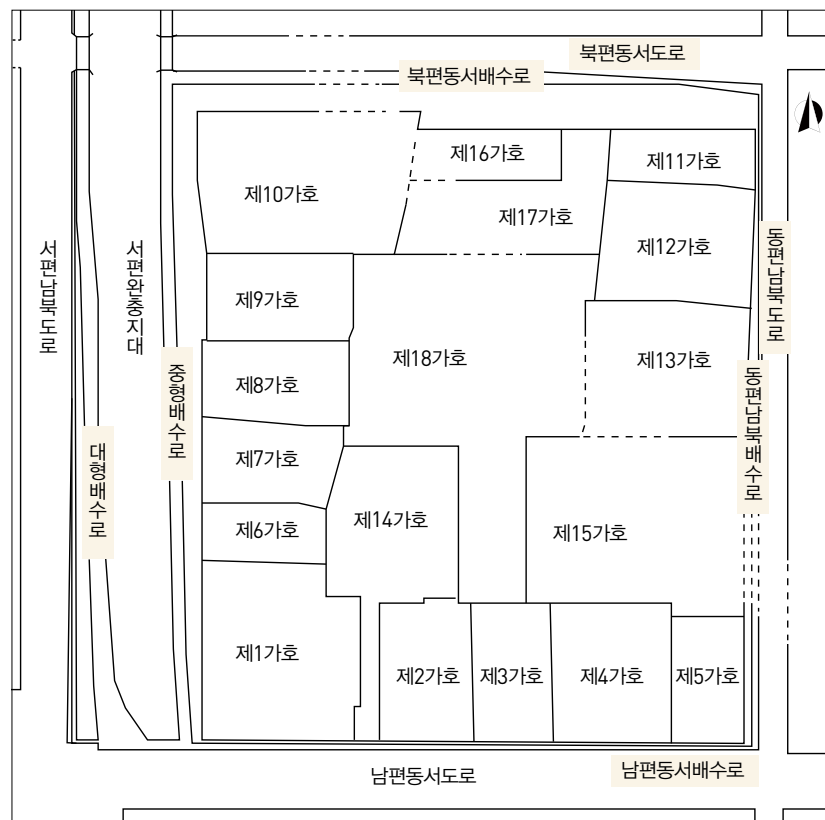 북편동서도로
북편동서배수로
제16가호
제11가호
제10가호
제17가호
제12가호
서편남북도로
서편완충지대
동편남북도로
제9가호
제18가호
제13가호
제8가호
중형배수로
동편남북배수로
대형배수로
제7가호
제14가호
제6가호
제15가호
제1가호
제2가호
제3가호
제4가호
제5가호
남편동서도로
남편동서배수로